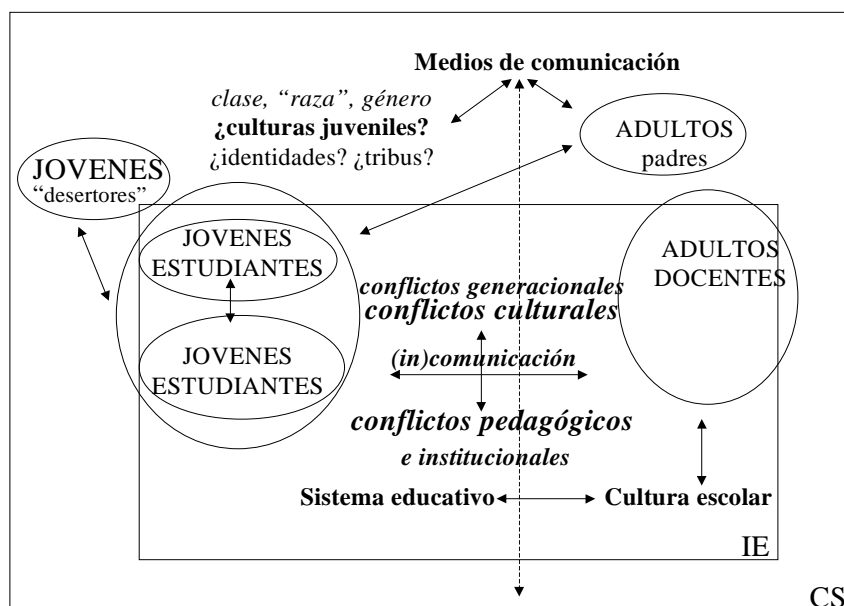 Medios de comunicación
clase, “raza”, género
¿culturas juveniles?
¿identidades? ¿tribus?
ADULTOS
padres
JOVENES
“desertores”
JOVENES
ESTUDIANTES
ADULTOS
DOCENTES
conflictos generacionales
conflictos culturales
JOVENES
ESTUDIANTES
(in)comunicación
conflictos pedagógicos
e institucionales
Sistema educativo
Cultura escolar
IE
CS